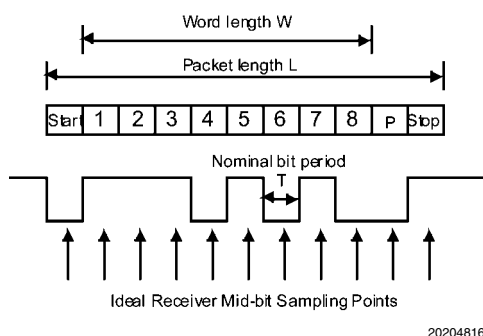 Word length W
Packet length L
Start 1 2 3 4 5 6 7 8 P Stop
Nominal bit period
T
Ideal Receiver Mid-bit Sampling Points
20204816